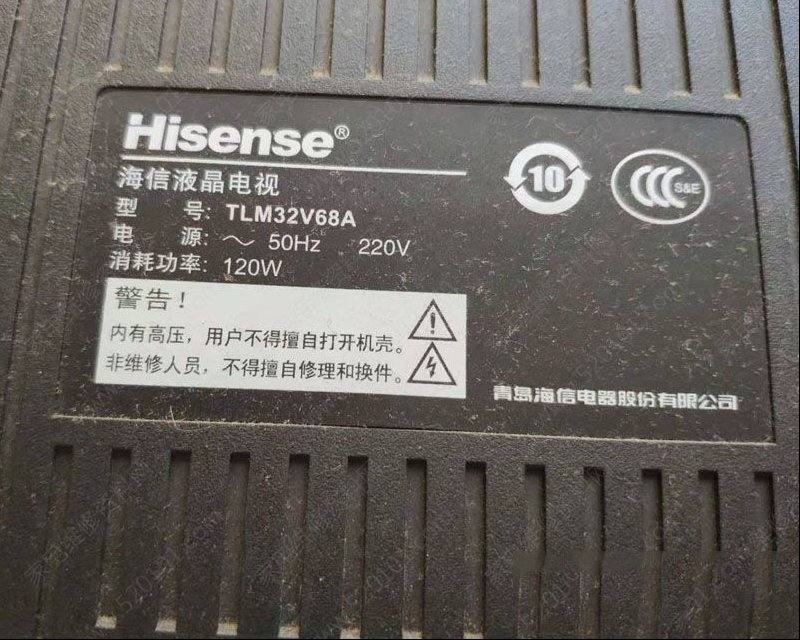 Hisense®
海信液晶电视
型 号: TLM32V68A
电 源: ～ 50Hz 220V
消耗功率: 120W
警告！
内有高压，用户不得擅自打开机壳。
非维修人员，不得擅自修理和换件。
10
CCC S&E
青岛海信电器股份有限公司